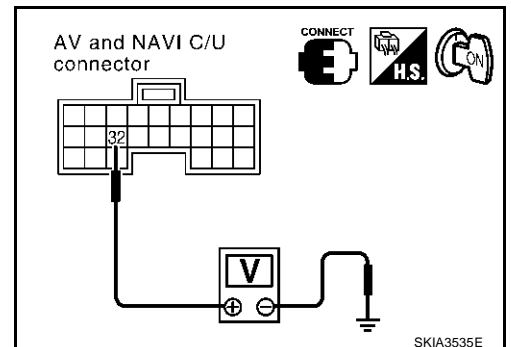 AV and NAVI C/U
connector
CONNECT
H.S.
ON
32
V
SKIA3535E